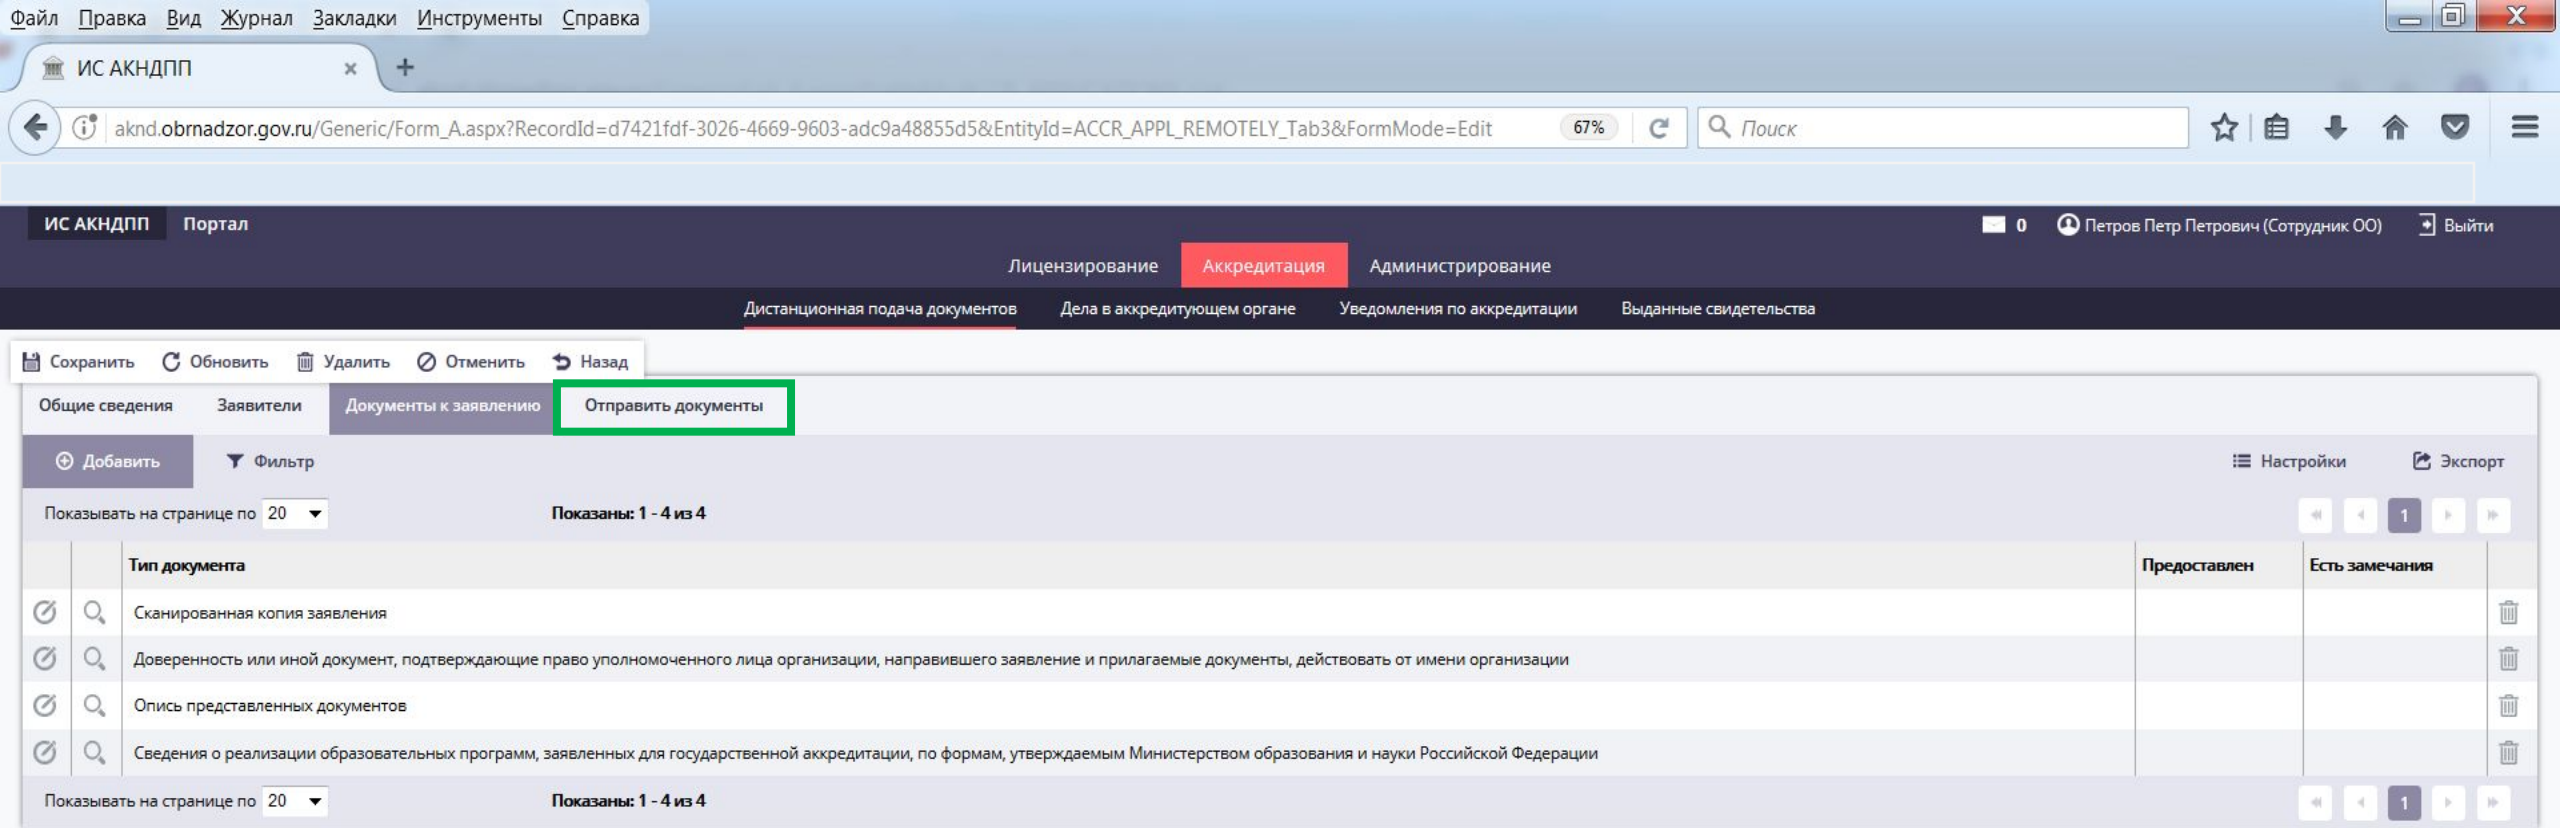 Файл Правка Вид Журнал Закладки Инструменты Справка
ИС АКНДПП
aknd.obrnadzor.gov.ru/Generic/Form_A.aspx?RecordId=d7421fdf-3026-4669-9603-adc9a48855d5&EntityId=ACCR_APPL_REMOTELY_Tab3&FormMode=Edit 67% Поиск
ИС АКНДПП Портал 0 Петров Петр Петрович (Сотрудник ОО) Выйти
Лицензирование Аккредитация Администрирование
Дистанционная подача документов Дела в аккредитующем органе Уведомления по аккредитации Выданные свидетельства
Сохранить Обновить Удалить Отменить Назад
Общие сведения Заявители Документы к заявлению Отправить документы
Добавить Фильтр Настройки Экспорт
Показывать на странице по 20 Показаны: 1 - 4 из 4 1
Тип документа Предоставлен Есть замечания
Сканированная копия заявления
Доверенность или иной документ, подтверждающие право уполномоченного лица организации, направившего заявление и прилагаемые документы, действовать от имени организации
Опись представленных документов
Сведения о реализации образовательных программ, заявленных для государственной аккредитации, по формам, утверждаемым Министерством образования и науки Российской Федерации
Показывать на странице по 20 Показаны: 1 - 4 из 4 1